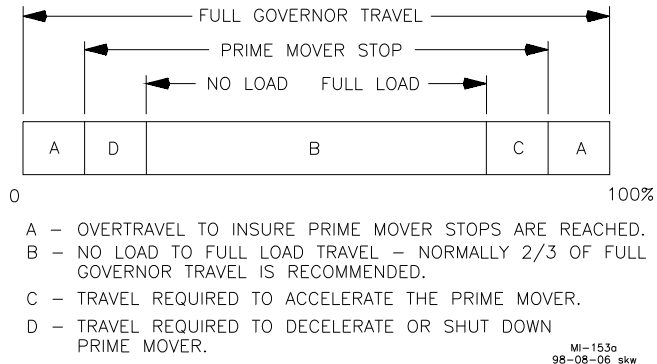 FULL GOVERNOR TRAVEL
PRIME MOVER STOP
NO LOAD FULL LOAD
A D B C A
0 100%
A – OVERTRAVEL TO INSURE PRIME MOVER STOPS ARE REACHED.
B – NO LOAD TO FULL LOAD TRAVEL – NORMALLY 2/3 OF FULL
GOVERNOR TRAVEL IS RECOMMENDED.
C – TRAVEL REQUIRED TO ACCELERATE THE PRIME MOVER.
D – TRAVEL REQUIRED TO DECELERATE OR SHUT DOWN
PRIME MOVER.
MI–153a
98–08–06 skw